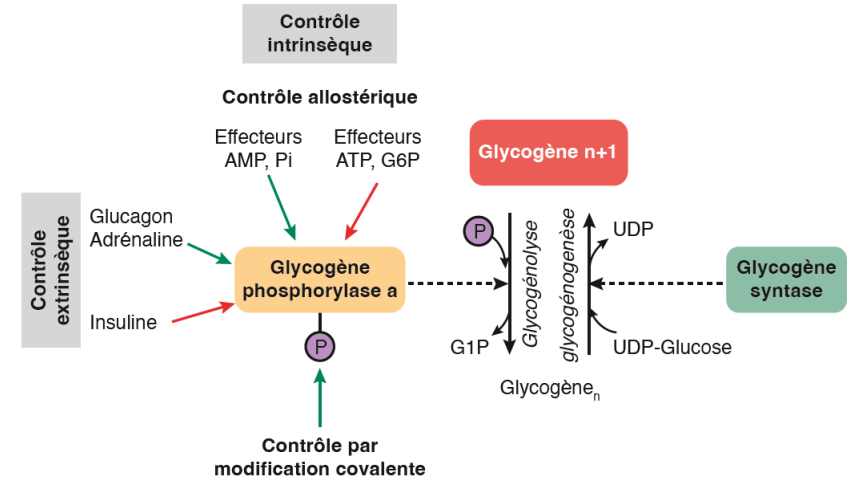 Contrôle
intrinsèque
Contrôle allostérique
Effecteurs
AMP, Pi
Effecteurs
ATP, G6P
Glycogène n+1
Contrôle
extrinsèque
Glucagon
Adrénaline
Insuline
Glycogène
phosphorylase a
P
P
Glycogénolyse
glycogénogenèse
UDP
G1P
UDP-Glucose
Glycogène
syntase
Glycogènen
Contrôle par
modification covalente